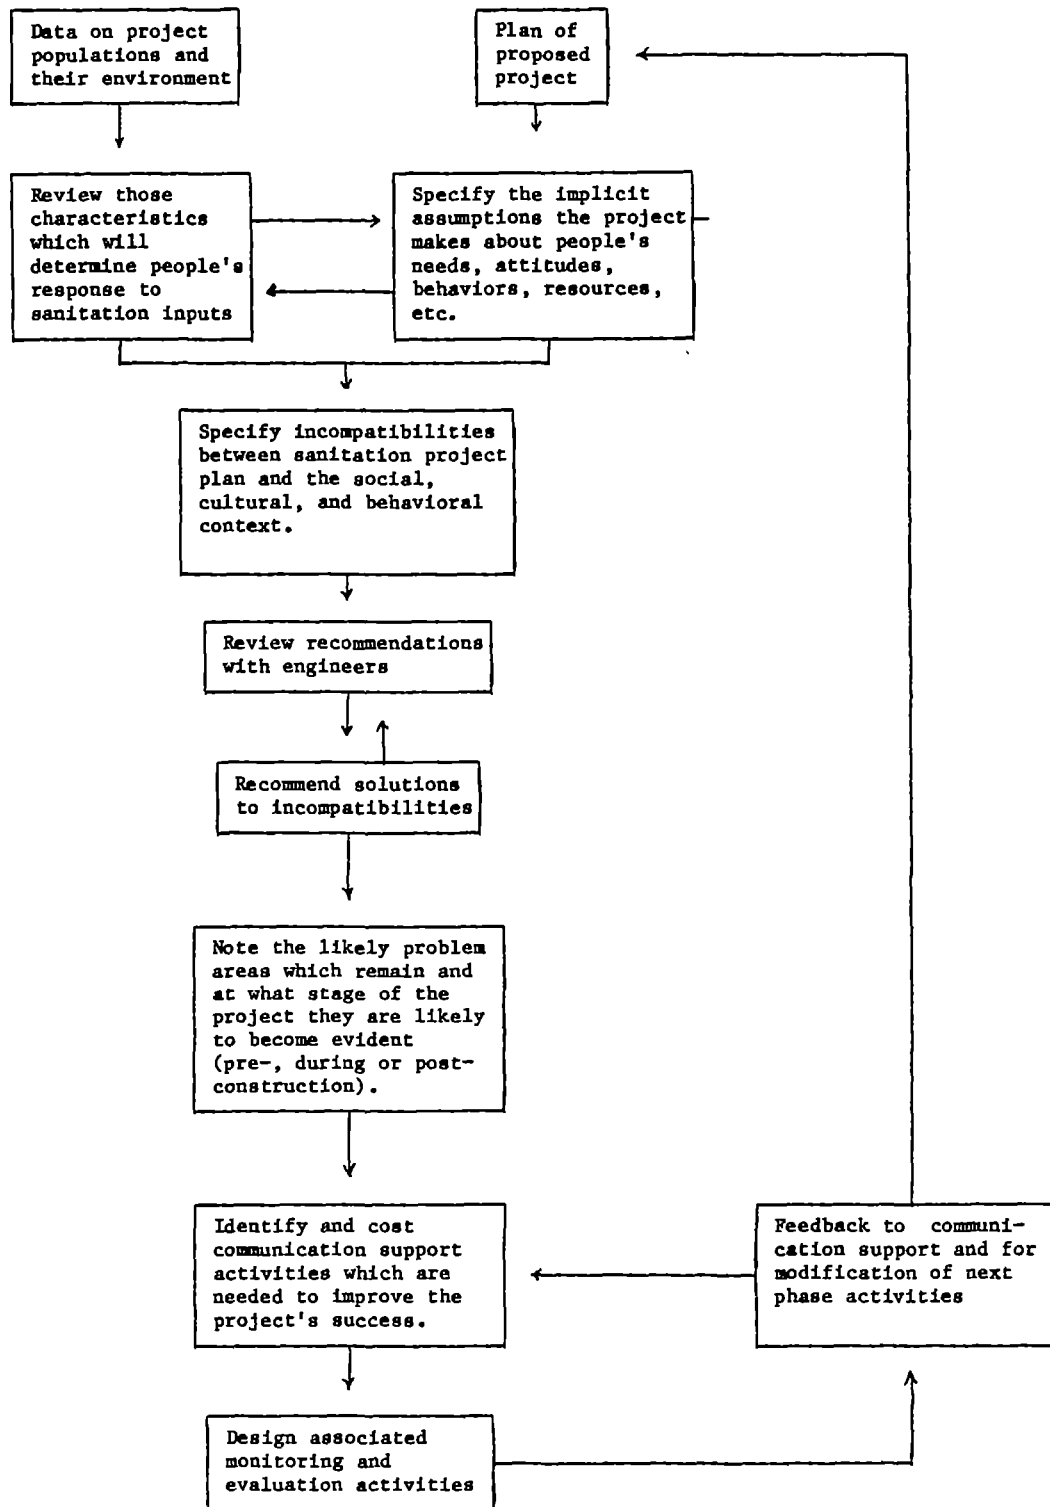 Data on project
populations and
their environment
Plan of
proposed
project
Review those
characteristics
which will
determine people's
response to
sanitation inputs
Specify the implicit
assumptions the project
makes about people's
needs, attitudes,
behaviors, resources,
etc.
Specify incompatibilities
between sanitation project
plan and the social,
cultural, and behavioral
context.
Review recommendations
with engineers
Recommend solutions
to incompatibilities
Note the likely problem
areas which remain and
at what stage of the
project they are likely
to become evident
(pre-, during or post-
construction).
Identify and cost
communication support
activities which are
needed to improve the
project's success.
Feedback to communi-
cation support and for
modification of next
phase activities
Design associated
monitoring and
evaluation activities